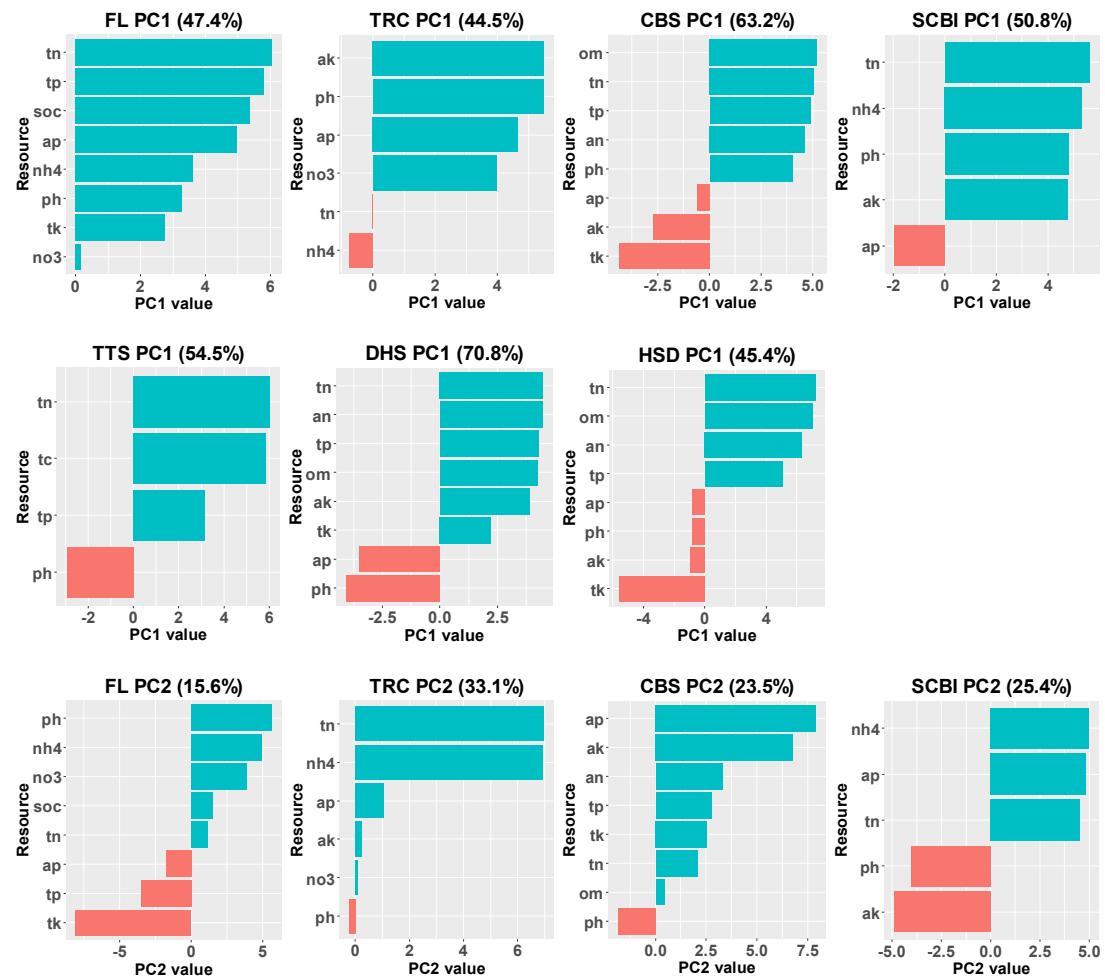 FL PC1 (47.4%)
Resource
tn
tp
soc
ap
nh4
ph
tk
no3
0 2 4 6
PC1 value
TRC PC1 (44.5%)
Resource
ak
ph
ap
no3
tn
nh4
0 2 4
PC1 value
CBS PC1 (63.2%)
Resource
om
tn
tp
an
ph
ap
ak
tk
-2.5 0.0 2.5 5.0
PC1 value
SCBI PC1 (50.8%)
Resource
tn
nh4
ph
ak
ap
-2 0 2 4
PC1 value
TTS PC1 (54.5%)
Resource
tn
tc
tp
ph
-2 0 2 4 6
PC1 value
DHS PC1 (70.8%)
Resource
tn
an
tp
om
ak
tk
ap
ph
-2.5 0.0 2.5
PC1 value
HSD PC1 (45.4%)
Resource
tn
om
an
tp
ap
ph
ak
tk
-4 0 4
PC1 value
FL PC2 (15.6%)
Resource
ph
nh4
no3
soc
tn
ap
tp
tk
-5 0 5
PC2 value
TRC PC2 (33.1%)
Resource
tn
nh4
ap
ak
no3
ph
0 2 4 6
PC2 value
CBS PC2 (23.5%)
Resource
ap
ak
an
tp
tk
tn
om
ph
0.0 2.5 5.0 7.5
PC2 value
SCBI PC2 (25.4%)
Resource
nh4
ap
tn
ph
ak
-5.0 -2.5 0.0 2.5 5.0
PC2 value